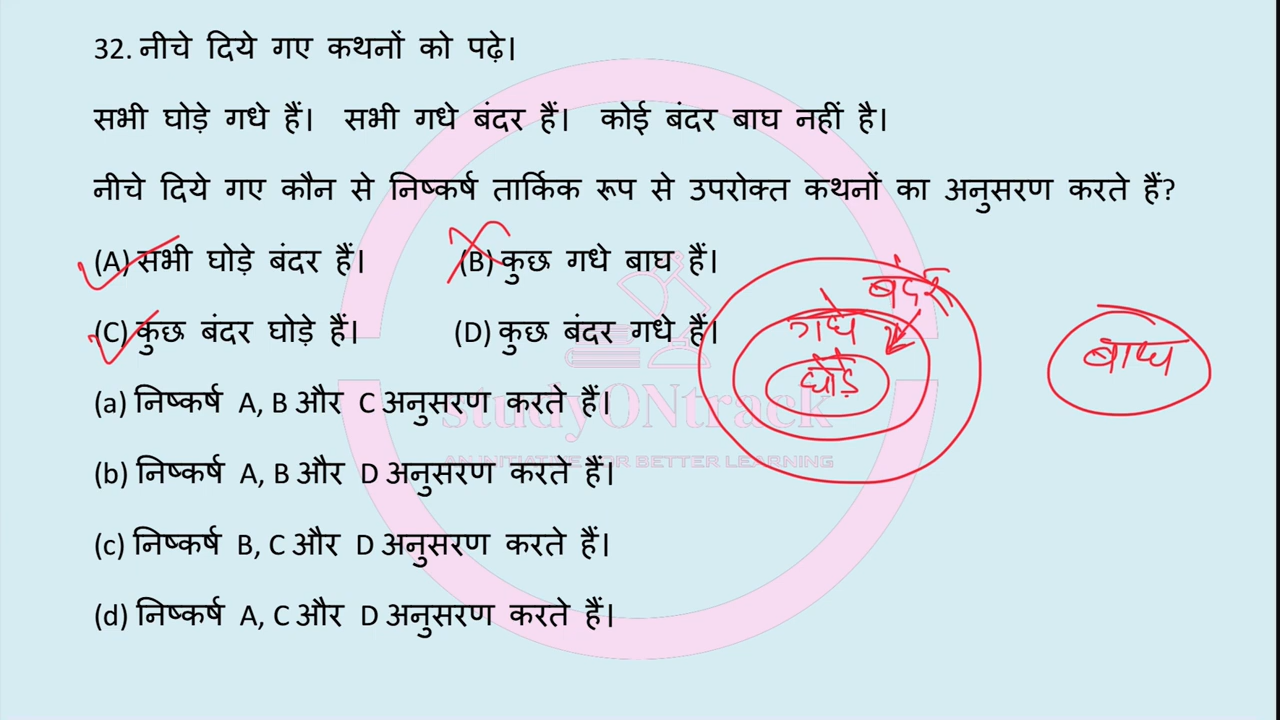 32. नीचे दिये गए कथनों को पढ़े।
सभी घोड़े गधे हैं। सभी गधे बंदर हैं। कोई बंदर बाघ नहीं है।
नीचे दिये गए कौन से निष्कर्ष तार्किक रूप से उपरोक्त कथनों का अनुसरण करते हैं?
(A) सभी घोड़े बंदर हैं। (B) कुछ गधे बाघ हैं।
(C) कुछ बंदर घोड़े हैं। (D) कुछ बंदर गधे हैं।
(a) निष्कर्ष A, B और C अनुसरण करते हैं।
(b) निष्कर्ष A, B और D अनुसरण करते हैं।
(c) निष्कर्ष B, C और D अनुसरण करते हैं।
(d) निष्कर्ष A, C और D अनुसरण करते हैं।
बंदर
गधे
घोड़े
बाघ
studyONtrack
AN INITIATIVE FOR BETTER LEARNING